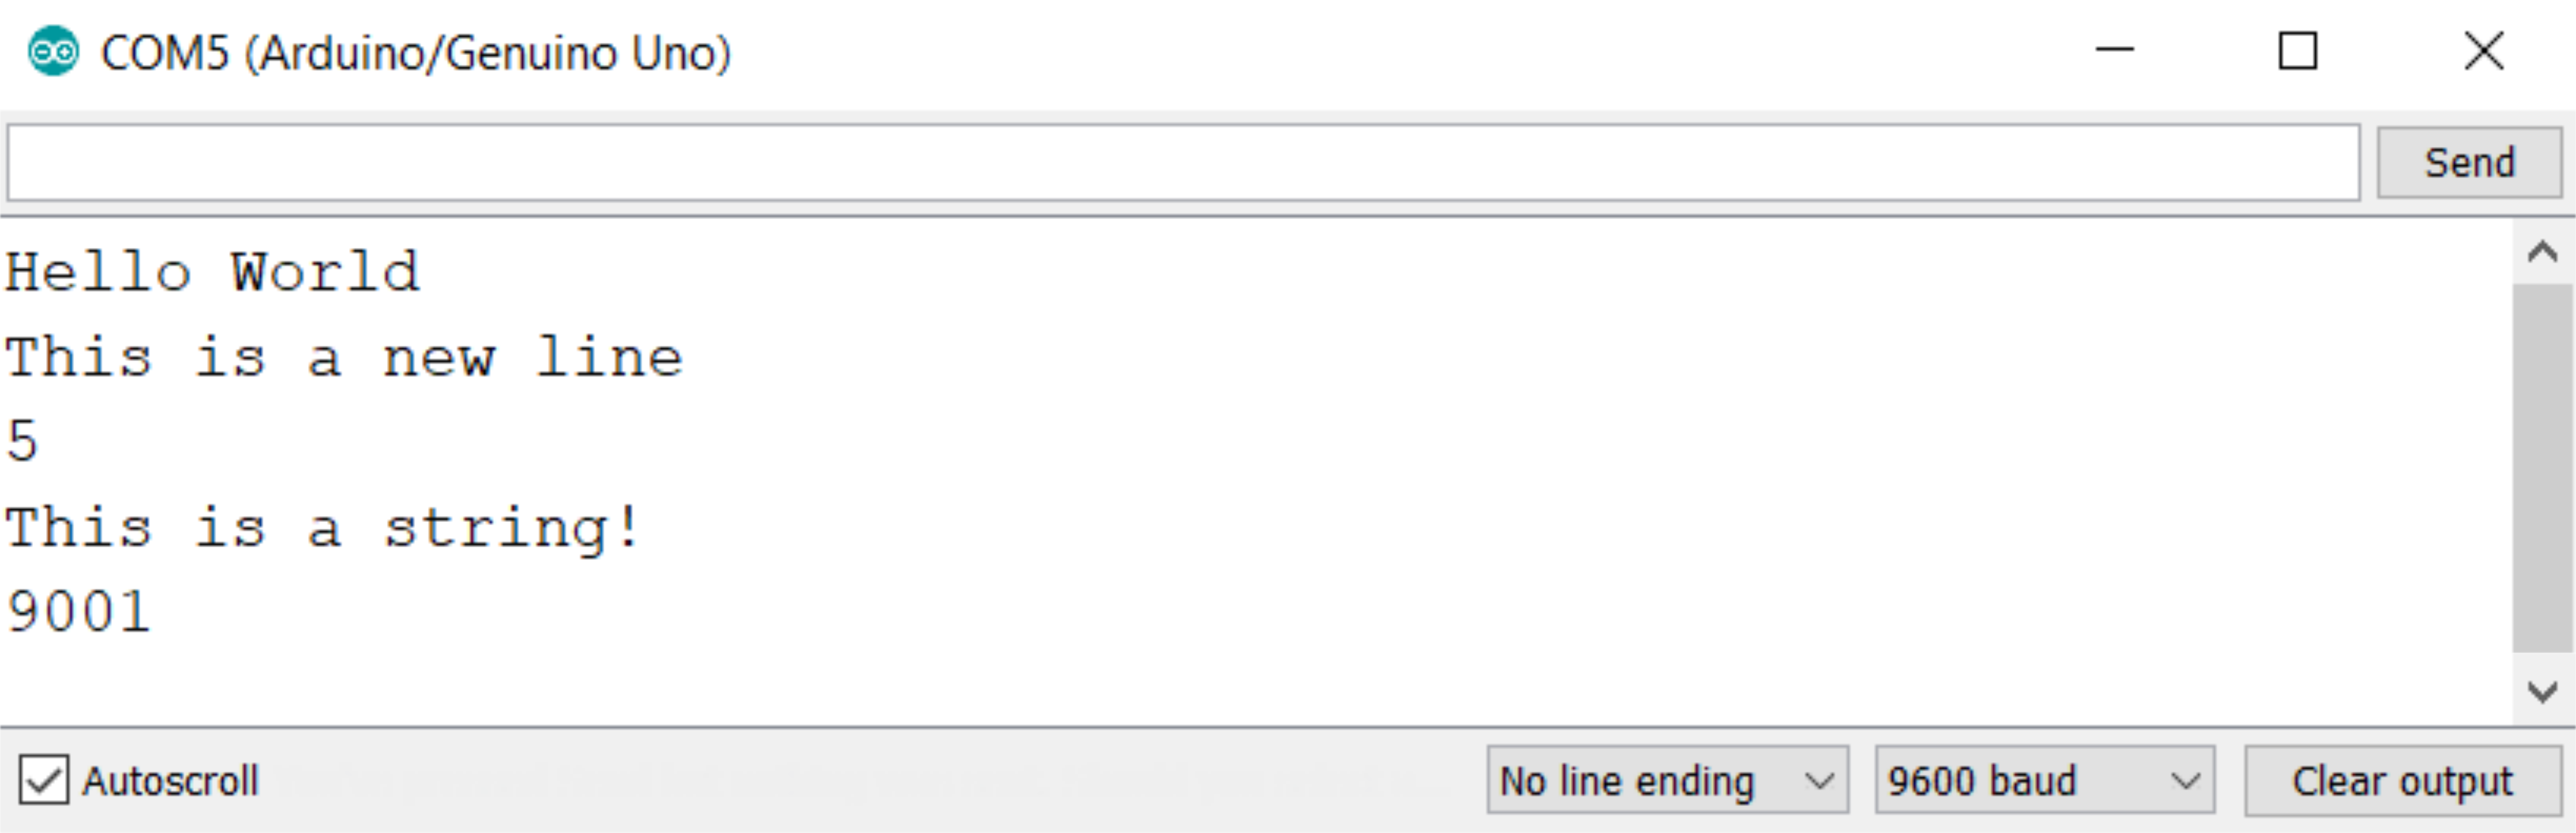 COM5 (Arduino/Genuino Uno)
Send
Hello World
This is a new line
5
This is a string!
9001
Autoscroll
No line ending
9600 baud
Clear output